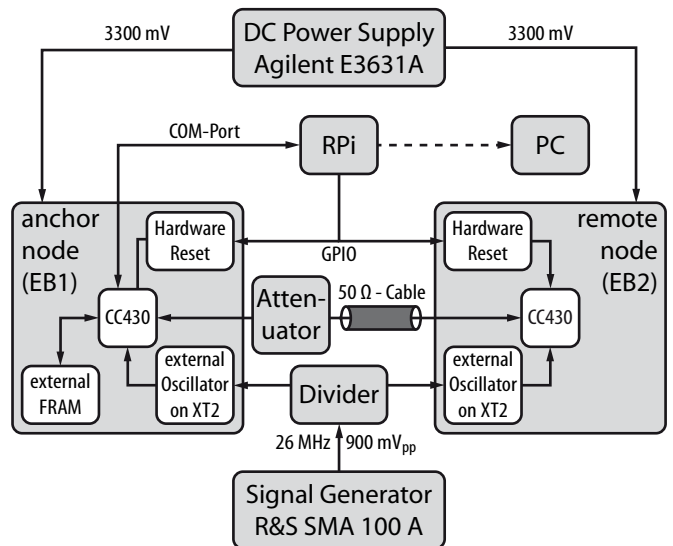 3300 mV
DC Power Supply
Agilent E3631A
3300 mV
COM-Port
RPi
PC
anchor
node
(EB1)
Hardware
Reset
GPIO
Hardware
Reset
remote
node
(EB2)
CC430
Atten-
uator
50 Ω - Cable
CC430
external
FRAM
external
Oscillator
on XT2
Divider
external
Oscillator
on XT2
26 MHz
900 mVpp
Signal Generator
R&S SMA 100 A